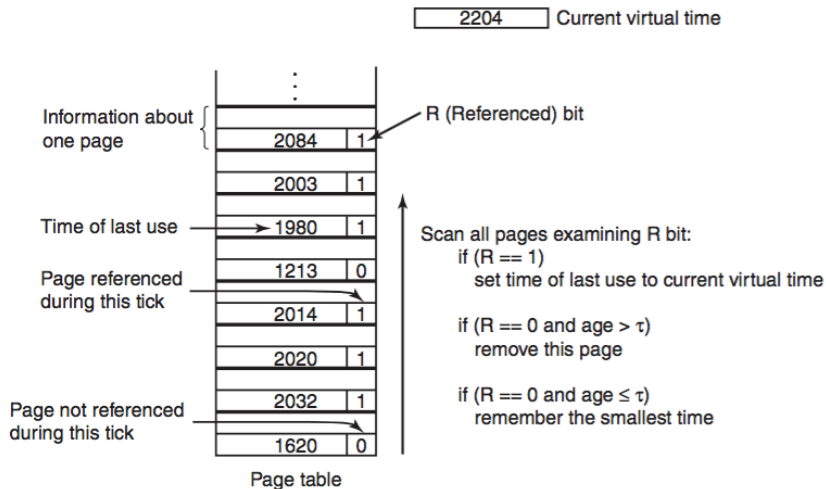 2204 Current virtual time
Information about
one page
R (Referenced) bit
2084 1
2003 1
Time of last use
1980 1
1213 0
Page referenced
during this tick
2014 1
2020 1
2032 1
Page not referenced
during this tick
1620 0
Page table
Scan all pages examining R bit:
if (R == 1)
set time of last use to current virtual time
if (R == 0 and age > τ)
remove this page
if (R == 0 and age ≤ τ)
remember the smallest time